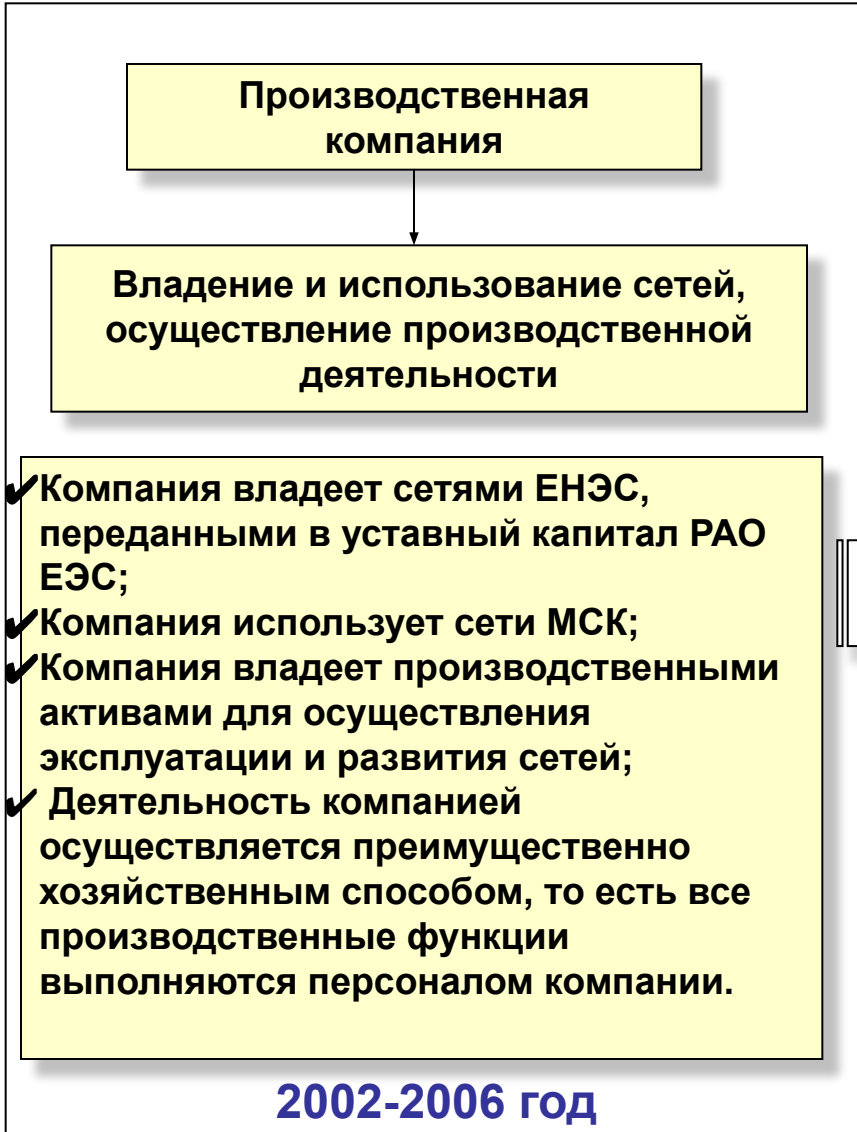 Производственная
компания
Владение и использование сетей,
осуществление производственной
деятельности
✔Компания владеет сетями ЕНЭС,
переданными в уставный капитал РАО
ЕЭС;
✔Компания использует сети МСК;
✔Компания владеет производственными
активами для осуществления
эксплуатации и развития сетей;
✔ Деятельность компанией
осуществляется преимущественно
хозяйственным способом, то есть все
производственные функции
выполняются персоналом компании.
2002-2006 год